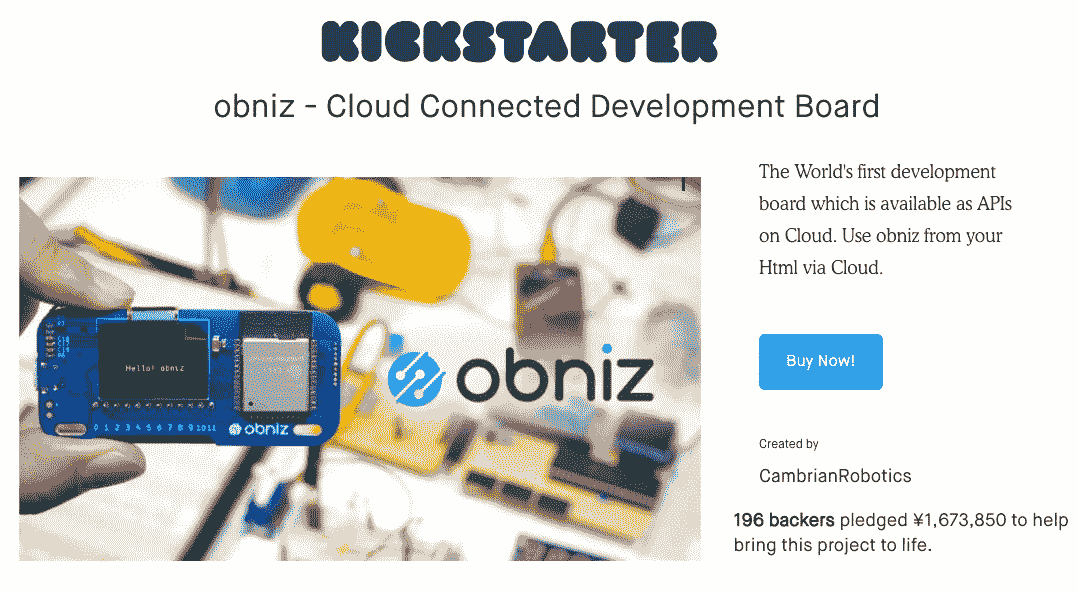 KICKSTARTER
obniz - Cloud Connected Development Board
The World's first development
board which is available as APIs
on Cloud. Use obniz from your
Html via Cloud.
Hello! obniz
0 1 2 3 4 5 6 7 8 9 10 11
obniz
obniz
Buy Now!
Created by
CambrianRobotics
196 backers pledged ¥1,673,850 to help
bring this project to life.